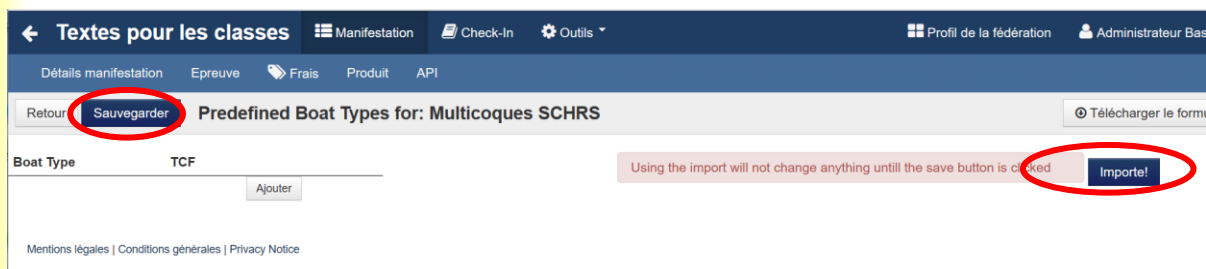 Textes pour les classes Manifestation Check-In Outils Profil de la fédération Administrateur Bas
Détails manifestation Epreuve Frais Produit API
Retour Sauvegarder Predefined Boat Types for: Multicoques SCHRS Télécharger le formu
Boat Type TCF Using the import will not change anything untill the save button is clicked Importe!
Ajouter
Mentions légales | Conditions générales | Privacy Notice